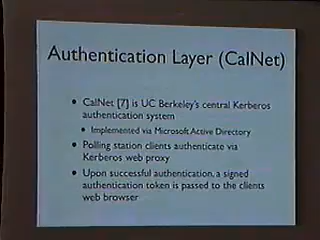 Authentication Layer (CalNet)
• CalNet [7] is UC Berkeley's central Kerberos
authentication system
• Implemented via Microsoft Active Directory
• Polling station clients authenticate via
Kerberos web proxy
• Upon successful authentication, a signed
authentication token is passed to the clients
web browser